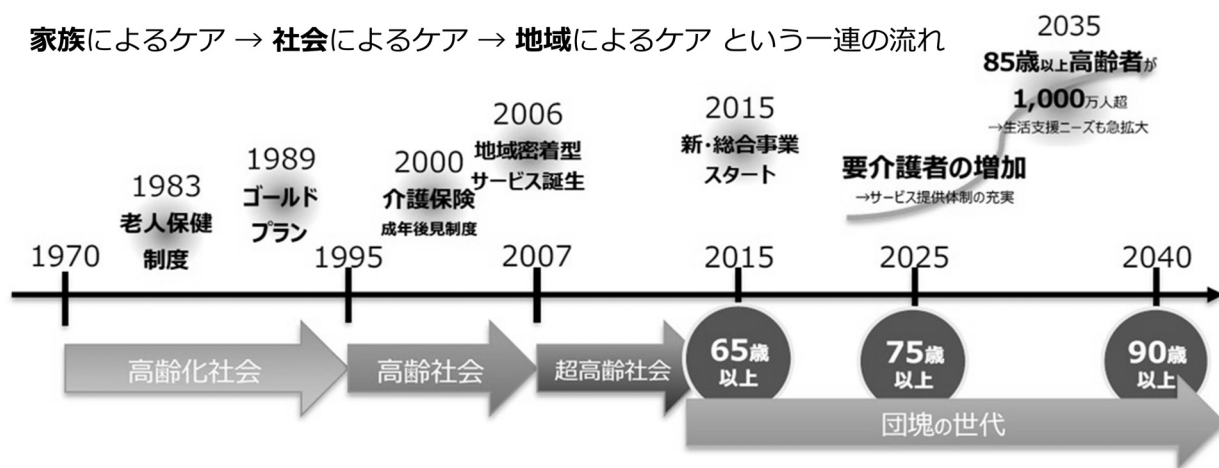 家族によるケア → 社会によるケア → 地域によるケア という一連の流れ
1983
老人保健
制度
1989
ゴールド
プラン
2000
介護保険
成年後見制度
2006
地域密着型
サービス誕生
2015
新・総合事業
スタート
要介護者の増加
→サービス提供体制の充実
2035
85歳以上高齢者が
1,000万人超
→生活支援ニーズも急拡大
1970
1995
2007
2015
2025
2040
高齢化社会
高齢社会
超高齢社会
65歳
以上
75歳
以上
90歳
以上
団塊の世代